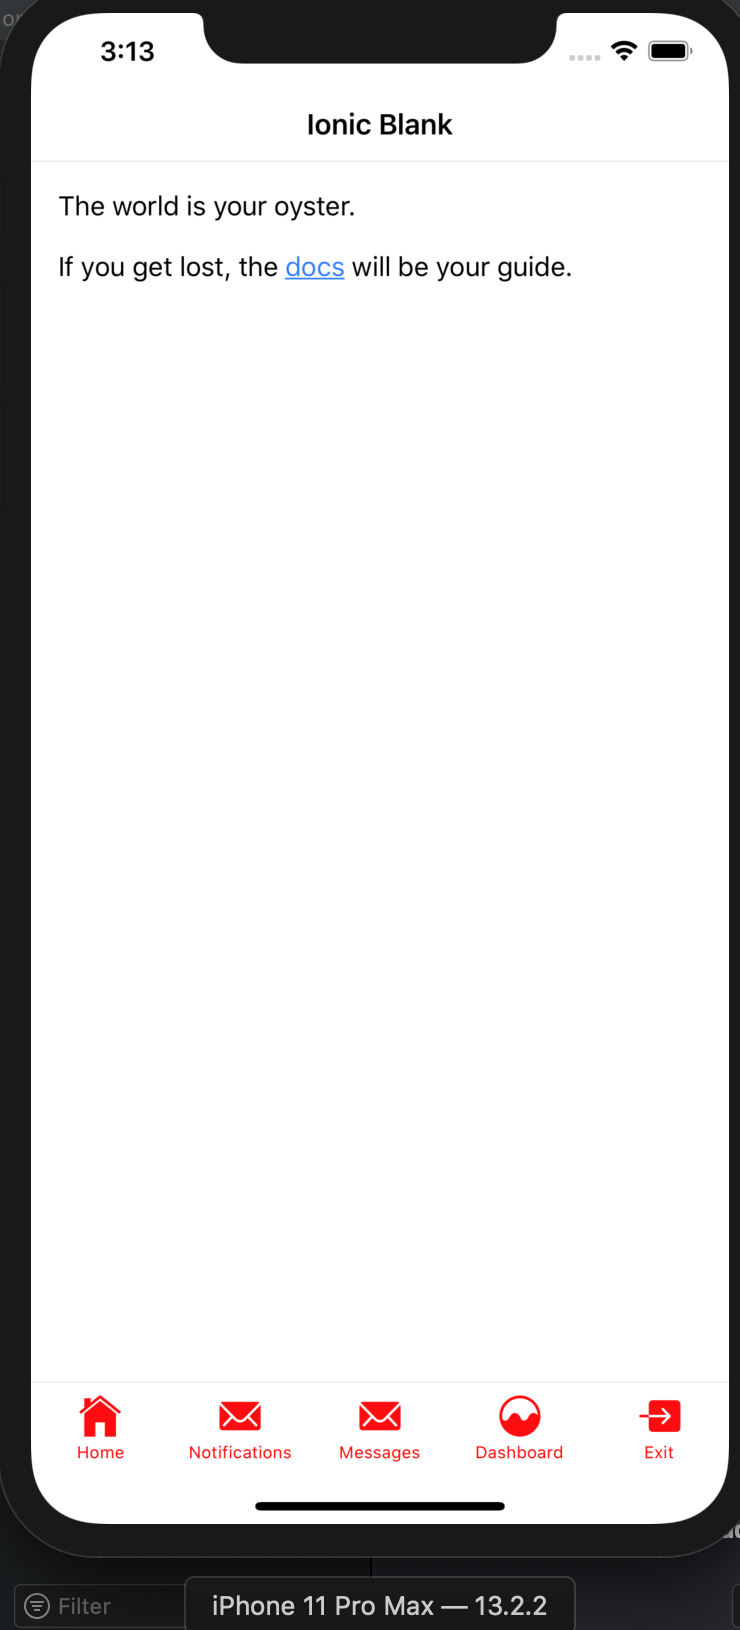 3:13
Ionic Blank
The world is your oyster.
If you get lost, the docs will be your guide.
Home Notifications Messages Dashboard Exit
Filter
iPhone 11 Pro Max — 13.2.2